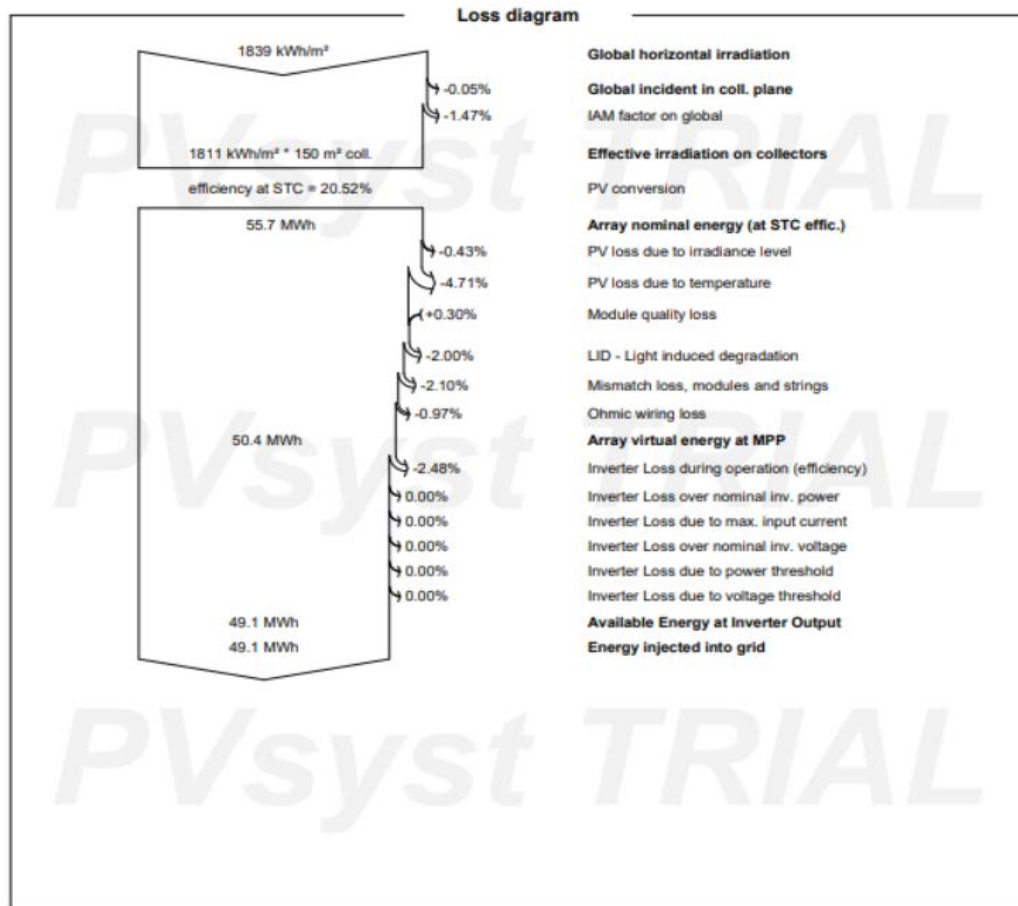 Loss diagram
1839 kWh/m² Global horizontal irradiation
-0.05% Global incident in coll. plane
-1.47% IAM factor on global
1811 kWh/m² * 150 m² coll. Effective irradiation on collectors
efficiency at STC = 20.52% PV conversion
55.7 MWh Array nominal energy (at STC effic.)
-0.43% PV loss due to irradiance level
-4.71% PV loss due to temperature
+0.30% Module quality loss
-2.00% LID - Light induced degradation
-2.10% Mismatch loss, modules and strings
-0.97% Ohmic wiring loss
50.4 MWh Array virtual energy at MPP
-2.48% Inverter Loss during operation (efficiency)
0.00% Inverter Loss over nominal inv. power
0.00% Inverter Loss due to max. input current
0.00% Inverter Loss over nominal inv. voltage
0.00% Inverter Loss due to power threshold
0.00% Inverter Loss due to voltage threshold
49.1 MWh Available Energy at Inverter Output
49.1 MWh Energy injected into grid
PVsyst TRIAL
PVsyst TRIAL
PVsyst TRIAL